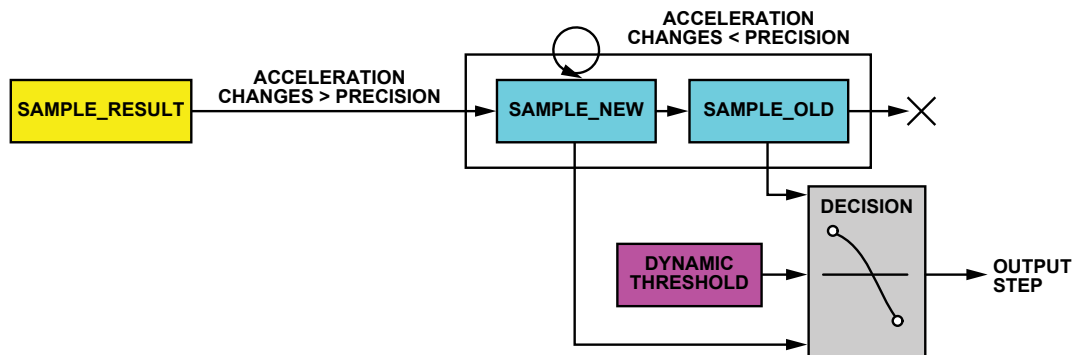 ACCELERATION
CHANGES < PRECISION
ACCELERATION
CHANGES > PRECISION
SAMPLE_RESULT
SAMPLE_NEW
SAMPLE_OLD
DECISION
DYNAMIC
THRESHOLD
OUTPUT
STEP